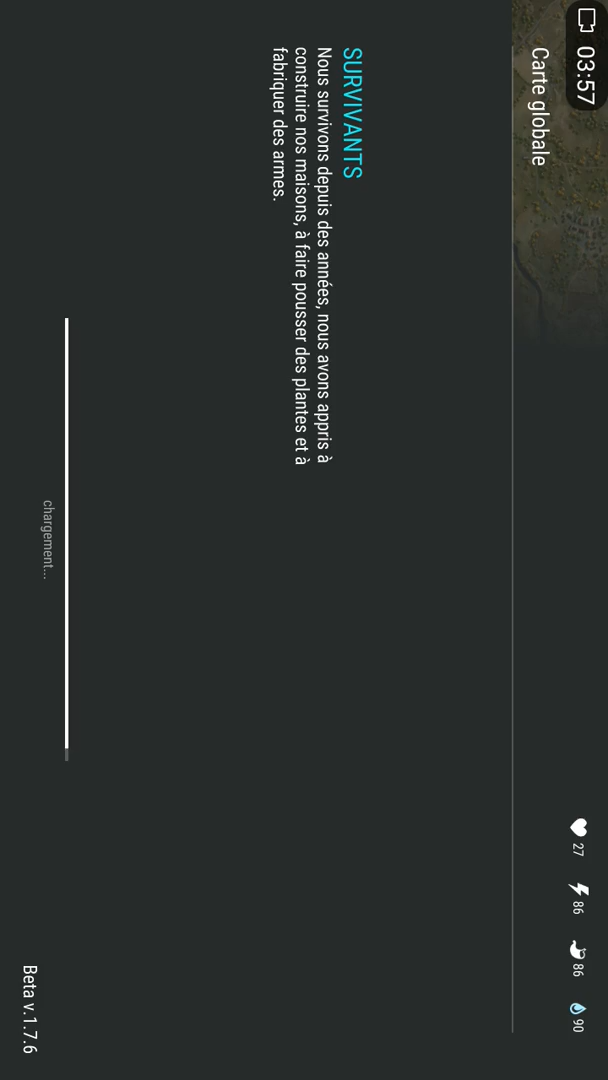 03:57
Carte globale
27 86 86 90
SURVIVANTS
Nous survivons depuis des années, nous avons appris à
construire nos maisons, à faire pousser des plantes et à
fabriquer des armes.
chargement...
Beta v.1.7.6